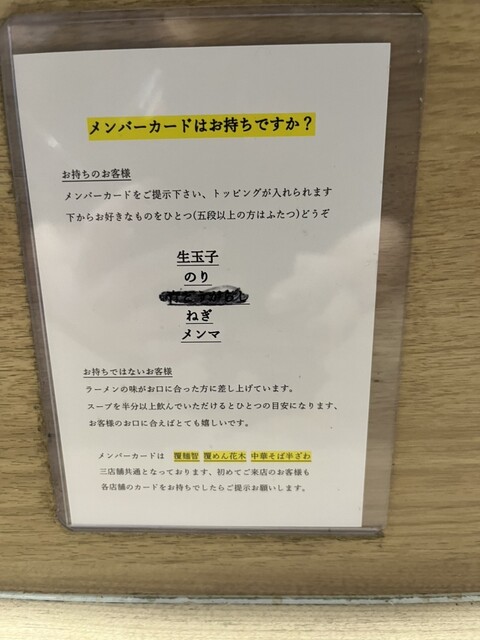 メンバーカードはお持ちですか?
お持ちのお客様
メンバーカードをご提示下さい、トッピングが入れられます
下からお好きなものをひとつ(五段以上の方はふたつ)どうぞ
生玉子
のり
ねぎ
メンマ
お持ちではないお客様
ラーメンの味がお口に合った方に差し上げています。
スープを半分以上飲んでいただけるとひとつの目安になります、
お客様のお口に合えばとても嬉しいです。
メンバーカードは 覆麺智 覆めん花木 中華そば半ざわ
三店舗共通となっております、初めてご来店のお客様も
各店舗のカードをお持ちでしたらご提示お願いします。